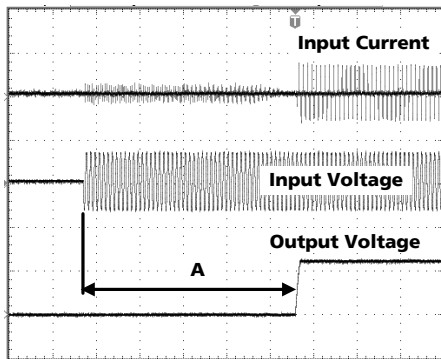 T
Input Current
Input Voltage
Output Voltage
A